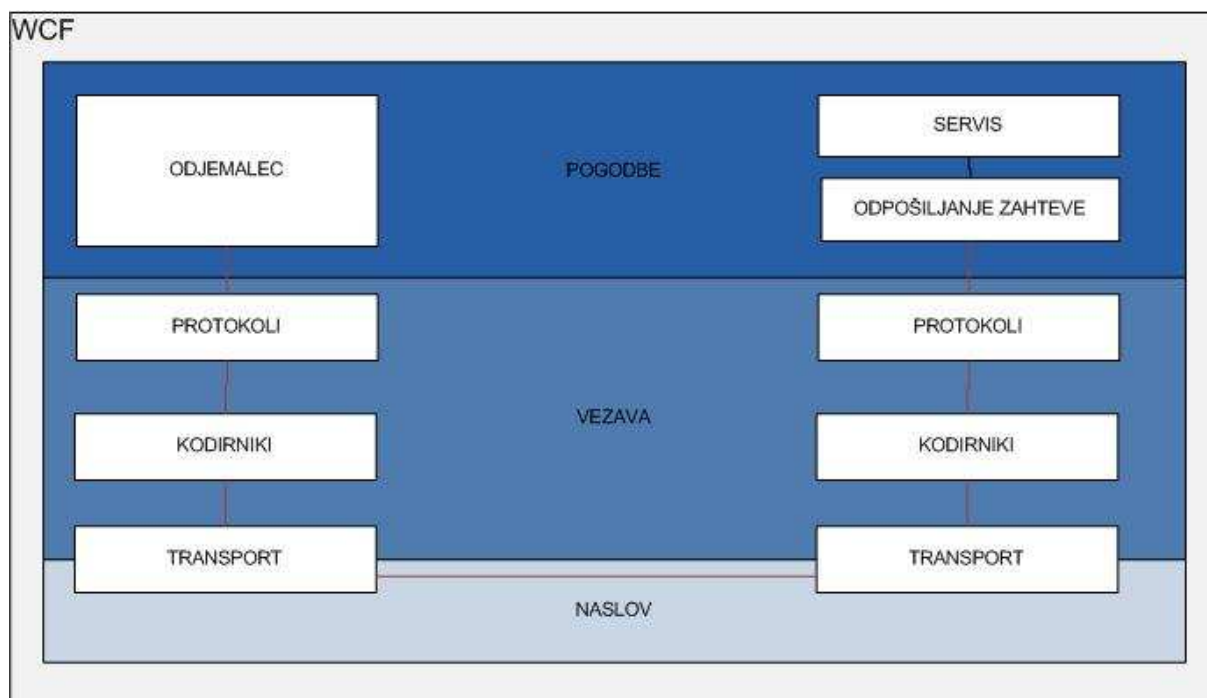 WCF
ODJEMALEC
POGODBE
SERVIS
ODPOŠILJANJE ZAHTEVE
PROTOKOLI
PROTOKOLI
VEZAVA
KODIRNIKI
KODIRNIKI
TRANSPORT
TRANSPORT
NASLOV